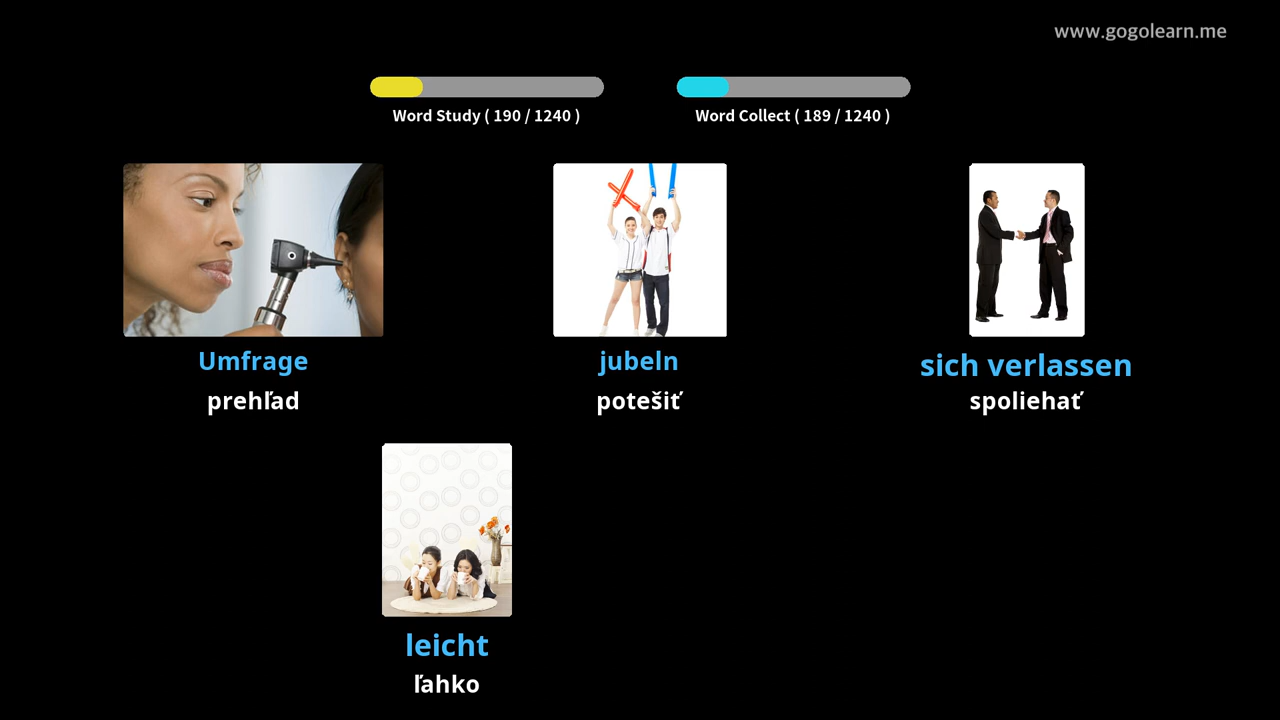 www.gogolearn.me
Word Study ( 190 / 1240 )
Word Collect ( 189 / 1240 )
Umfrage
prehľad
jubeln
potešiť
sich verlassen
spoliehať
leicht
ľahko